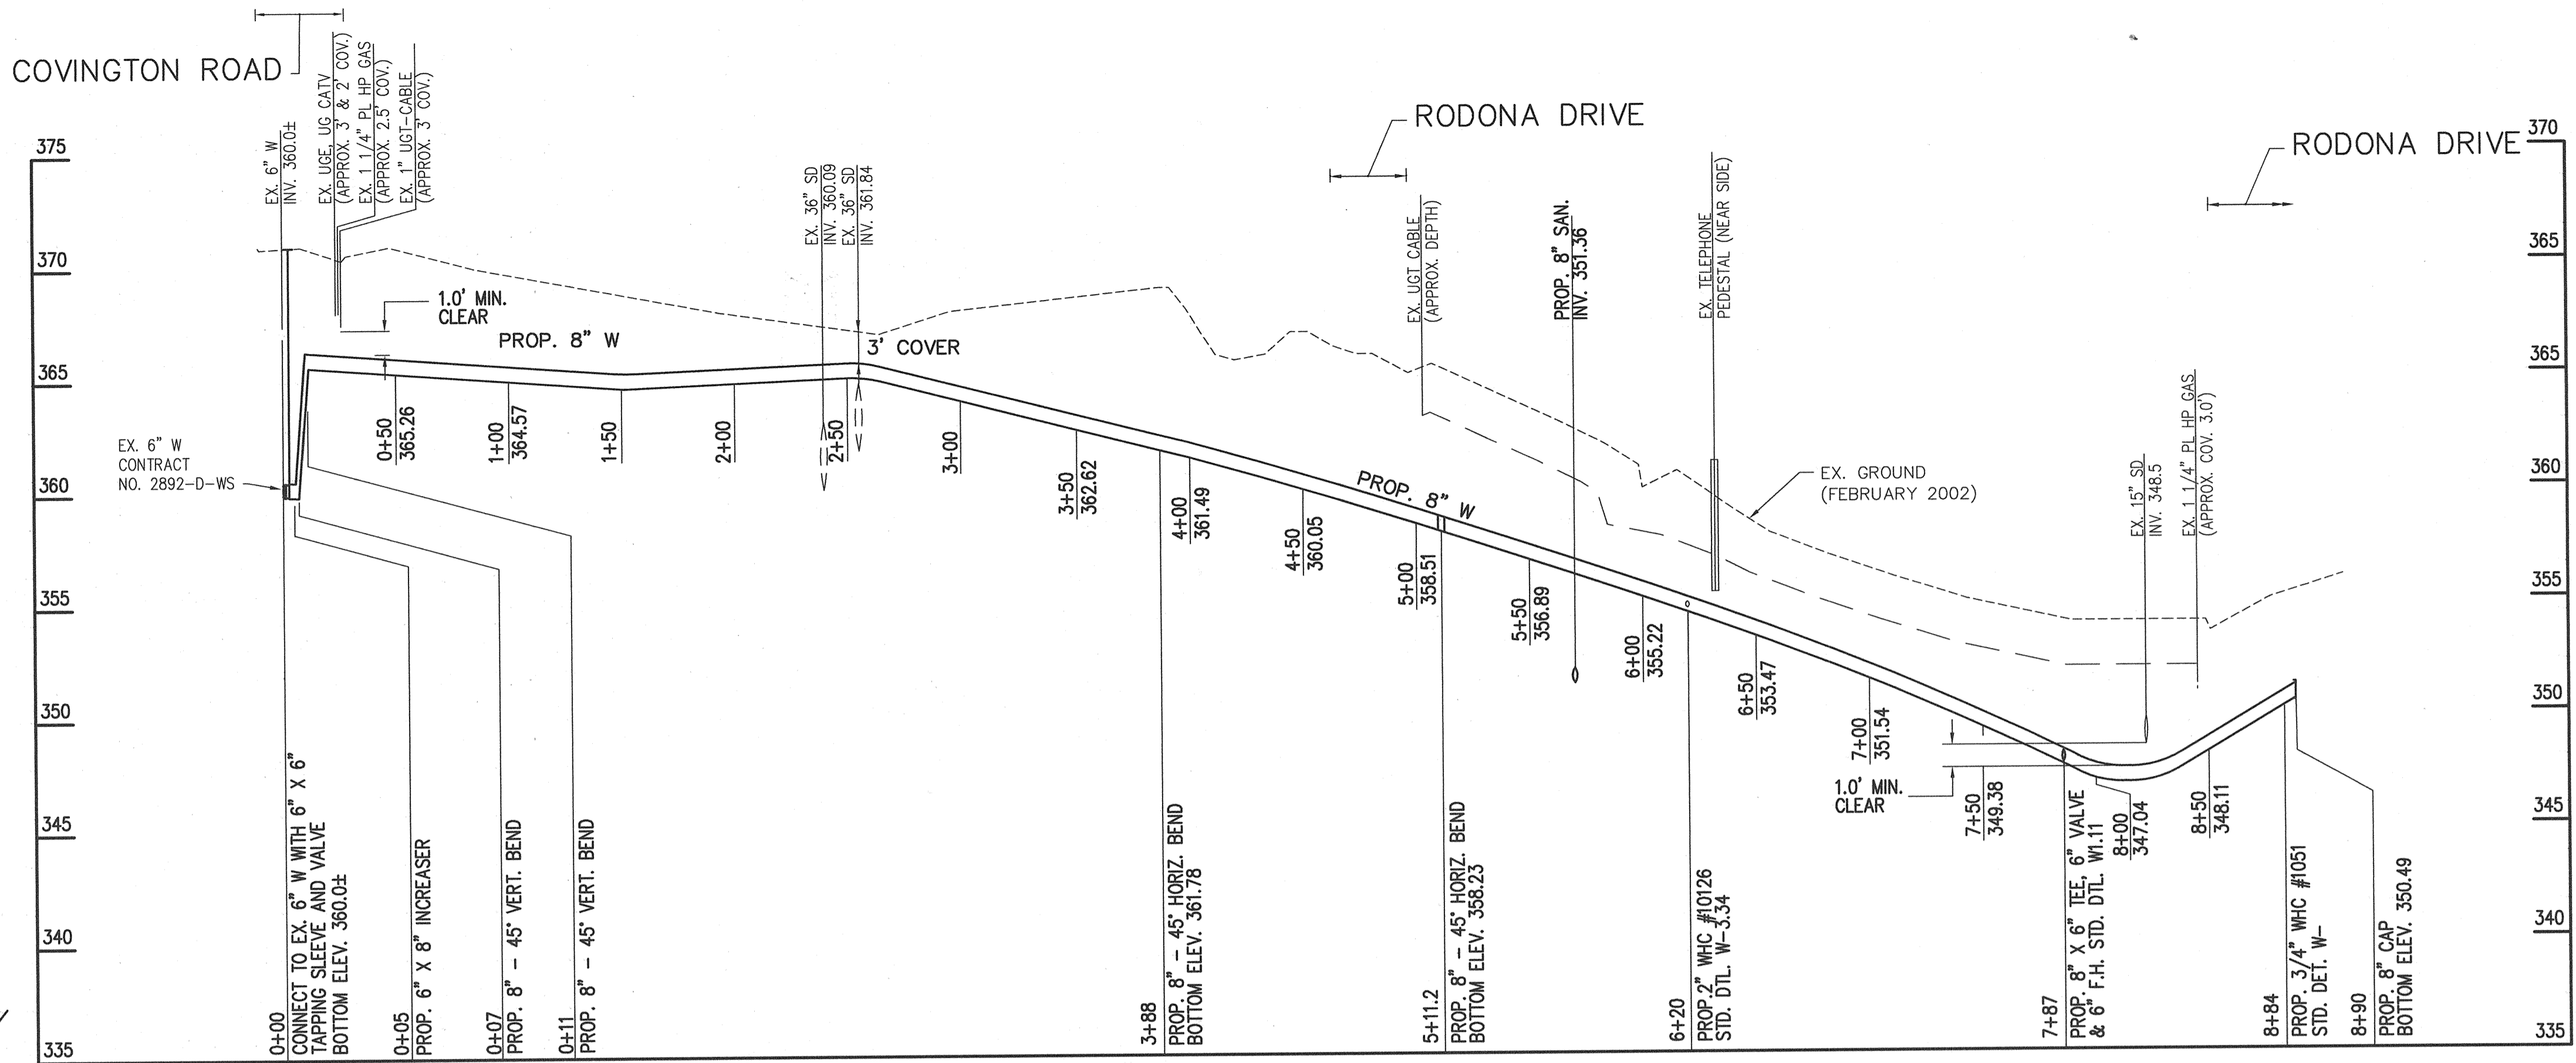 COVINGTON ROAD
EX. 6" W
INV. 360.0±
EX. UGE, UG CATV
(APPROX. 3' & 2' COV.)
EX. 1 1/4" PL HP GAS
(APPROX. 2.5' COV.)
EX. 1" UGT-CABLE
(APPROX. 3' COV.)
EX. 36" SD
INV. 360.09
EX. 36" SD
INV. 361.84
RODONA DRIVE
EX. UGT CABLE
(APPROX. DEPTH)
PROP. 8" SAN.
INV. 351.36
EX. TELEPHONE
PEDESTAL (NEAR SIDE)
RODONA DRIVE
EX. 15" SD
INV. 348.5
EX. 1 1/4" PL HP GAS
(APPROX. COV. 3.0')
375
370
365
360
355
350
345
340
335
370
365
365
360
355
350
345
340
335
1.0' MIN.
CLEAR
PROP. 8" W
3' COVER
PROP. 8" W
EX. GROUND
(FEBRUARY 2002)
EX. 6" W
CONTRACT
NO. 2892-D-WS
1.0' MIN.
CLEAR
0+50
365.26
1+00
364.57
1+50
2+00
2+50
3+00
3+50
362.62
4+00
361.49
4+50
360.05
5+00
358.51
5+50
356.89
6+00
355.22
6+50
353.47
7+00
351.54
7+50
349.38
8+00
347.04
8+50
348.11
0+00
CONNECT TO EX. 6" W WITH 6" X 6"
TAPPING SLEEVE AND VALVE
BOTTOM ELEV. 360.0±
0+05
PROP. 6" X 8" INCREASER
0+07
PROP. 8" - 45° VERT. BEND
0+11
PROP. 8" - 45° VERT. BEND
3+88
PROP. 8" - 45° HORIZ. BEND
BOTTOM ELEV. 361.78
5+11.2
PROP. 8" - 45° HORIZ. BEND
BOTTOM ELEV. 358.23
6+20
PROP.2" WHC #10126
STD. DTL. W-3.34
7+87
PROP. 8" X 6" TEE, 6" VALVE
& 6" F.H. STD. DTL. W1.11
8+84
PROP. 3/4" WHC #1051
STD. DET. W-
8+90
PROP. 8" CAP
BOTTOM ELEV. 350.49